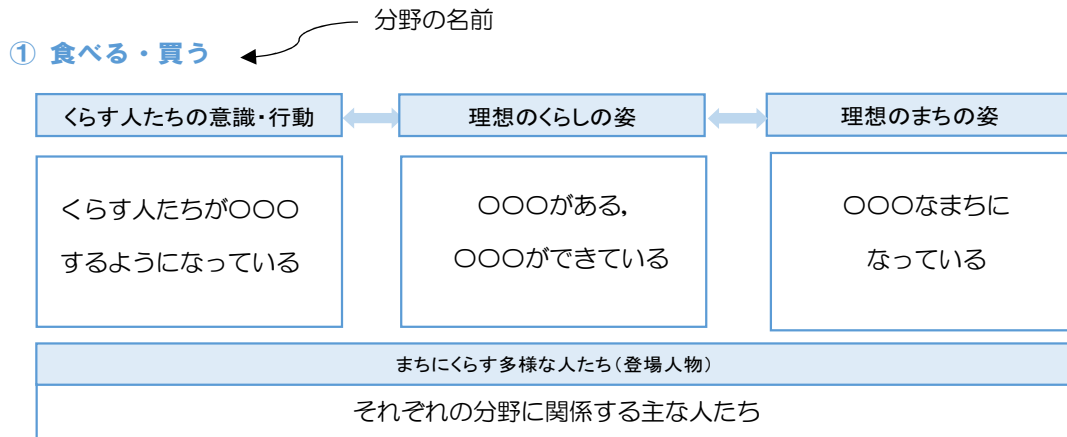 分野の名前
① 食べる・買う
くらす人たちの意識・行動
理想のくらしの姿
理想のまちの姿
くらす人たちが〇〇〇
するようになっている
〇〇〇がある，
〇〇〇ができている
〇〇〇なまちに
なっている
まちにくらす多様な人たち（登場人物）
それぞれの分野に関係する主な人たち